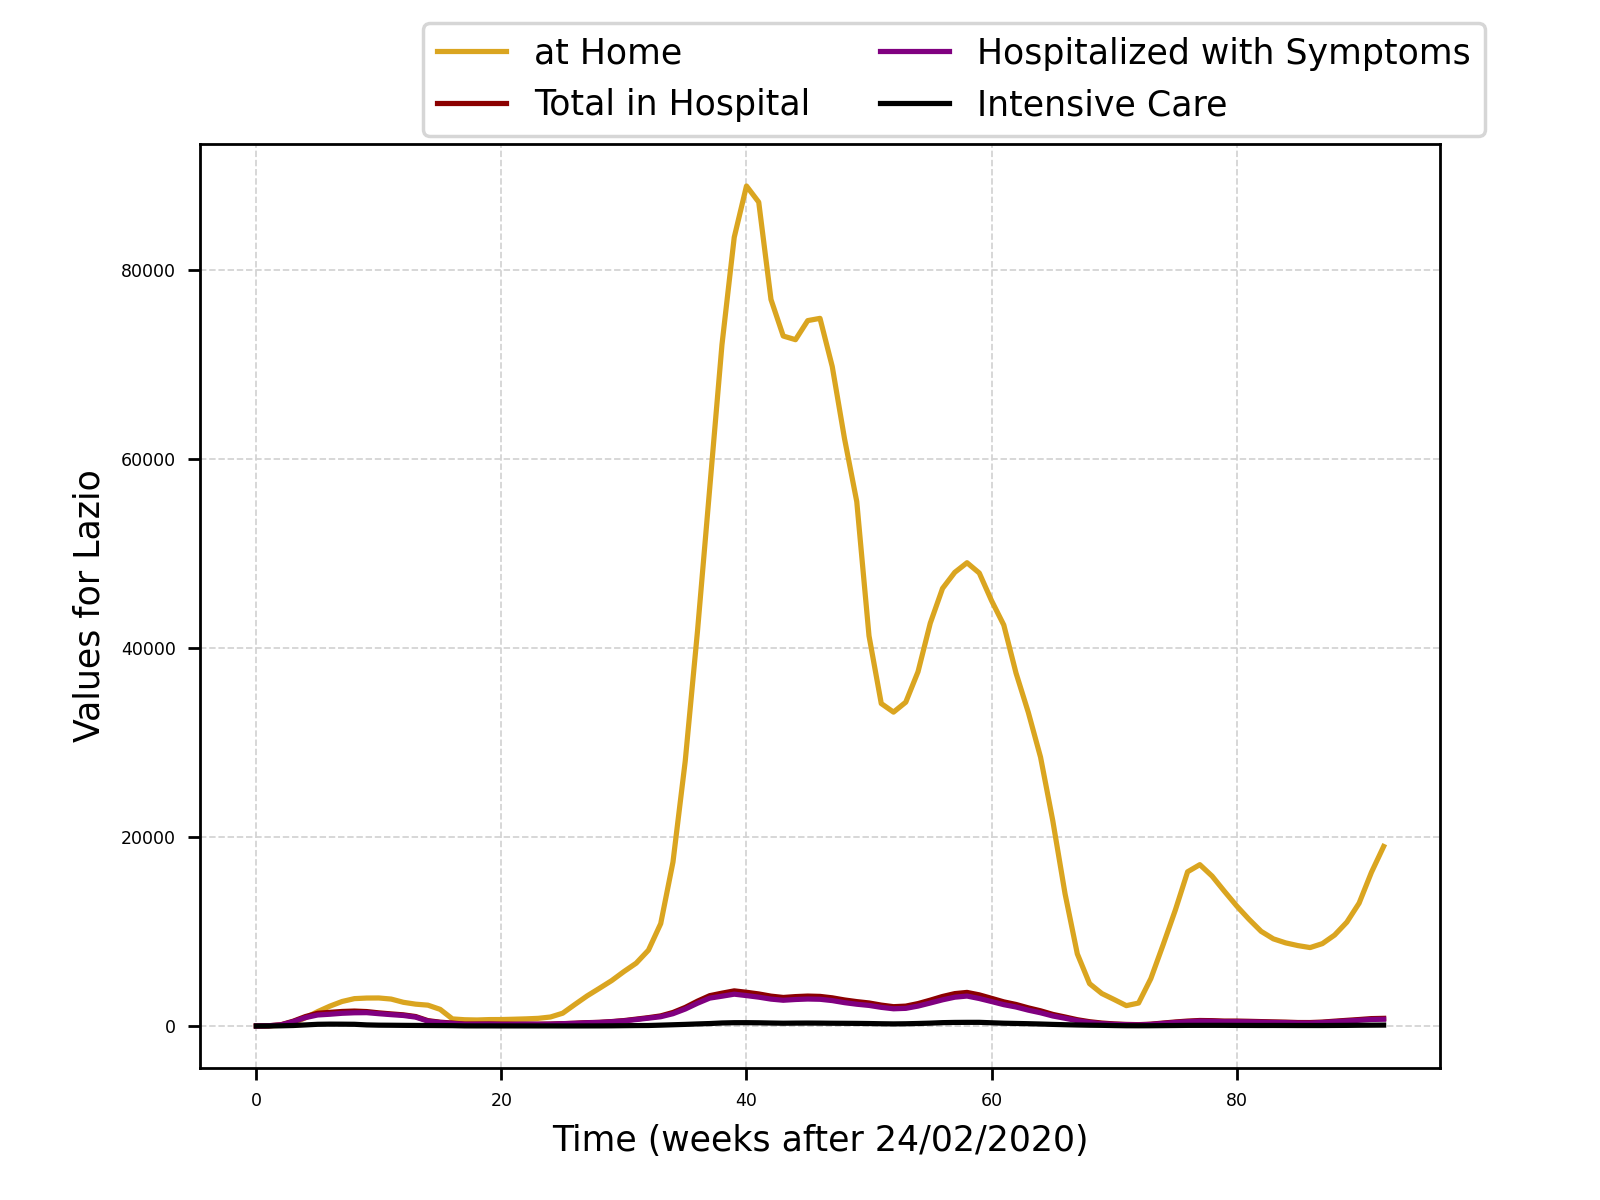 at Home
Total in Hospital
Hospitalized with Symptoms
Intensive Care
Values for Lazio
80000
60000
40000
20000
0
0 20 40 60 80
Time (weeks after 24/02/2020)